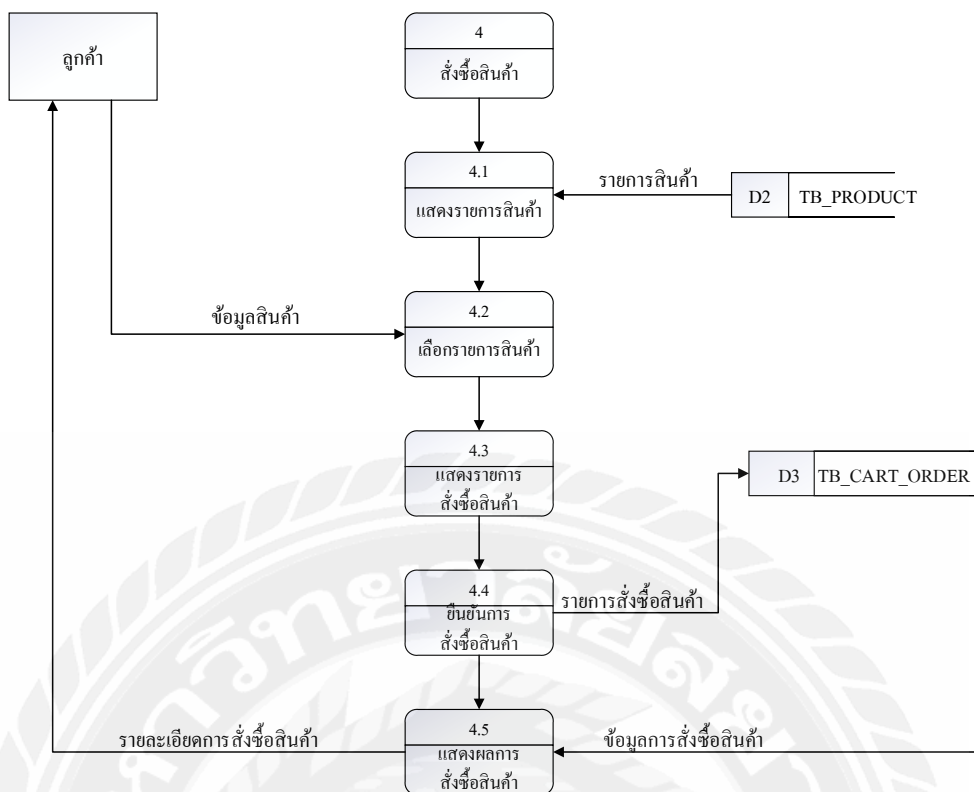 ลูกค้า
4
สั่งซื้อสินค้า
4.1
แสดงรายการสินค้า
รายการสินค้า
D2
TB_PRODUCT
4.2
เลือกรายการสินค้า
ข้อมูลสินค้า
4.3
แสดงรายการ
สั่งซื้อสินค้า
D3
TB_CART_ORDER
4.4
ยืนยันการ
สั่งซื้อสินค้า
รายการสั่งซื้อสินค้า
4.5
แสดงผลการ
สั่งซื้อสินค้า
รายละเอียดการสั่งซื้อสินค้า
ข้อมูลการสั่งซื้อสินค้า